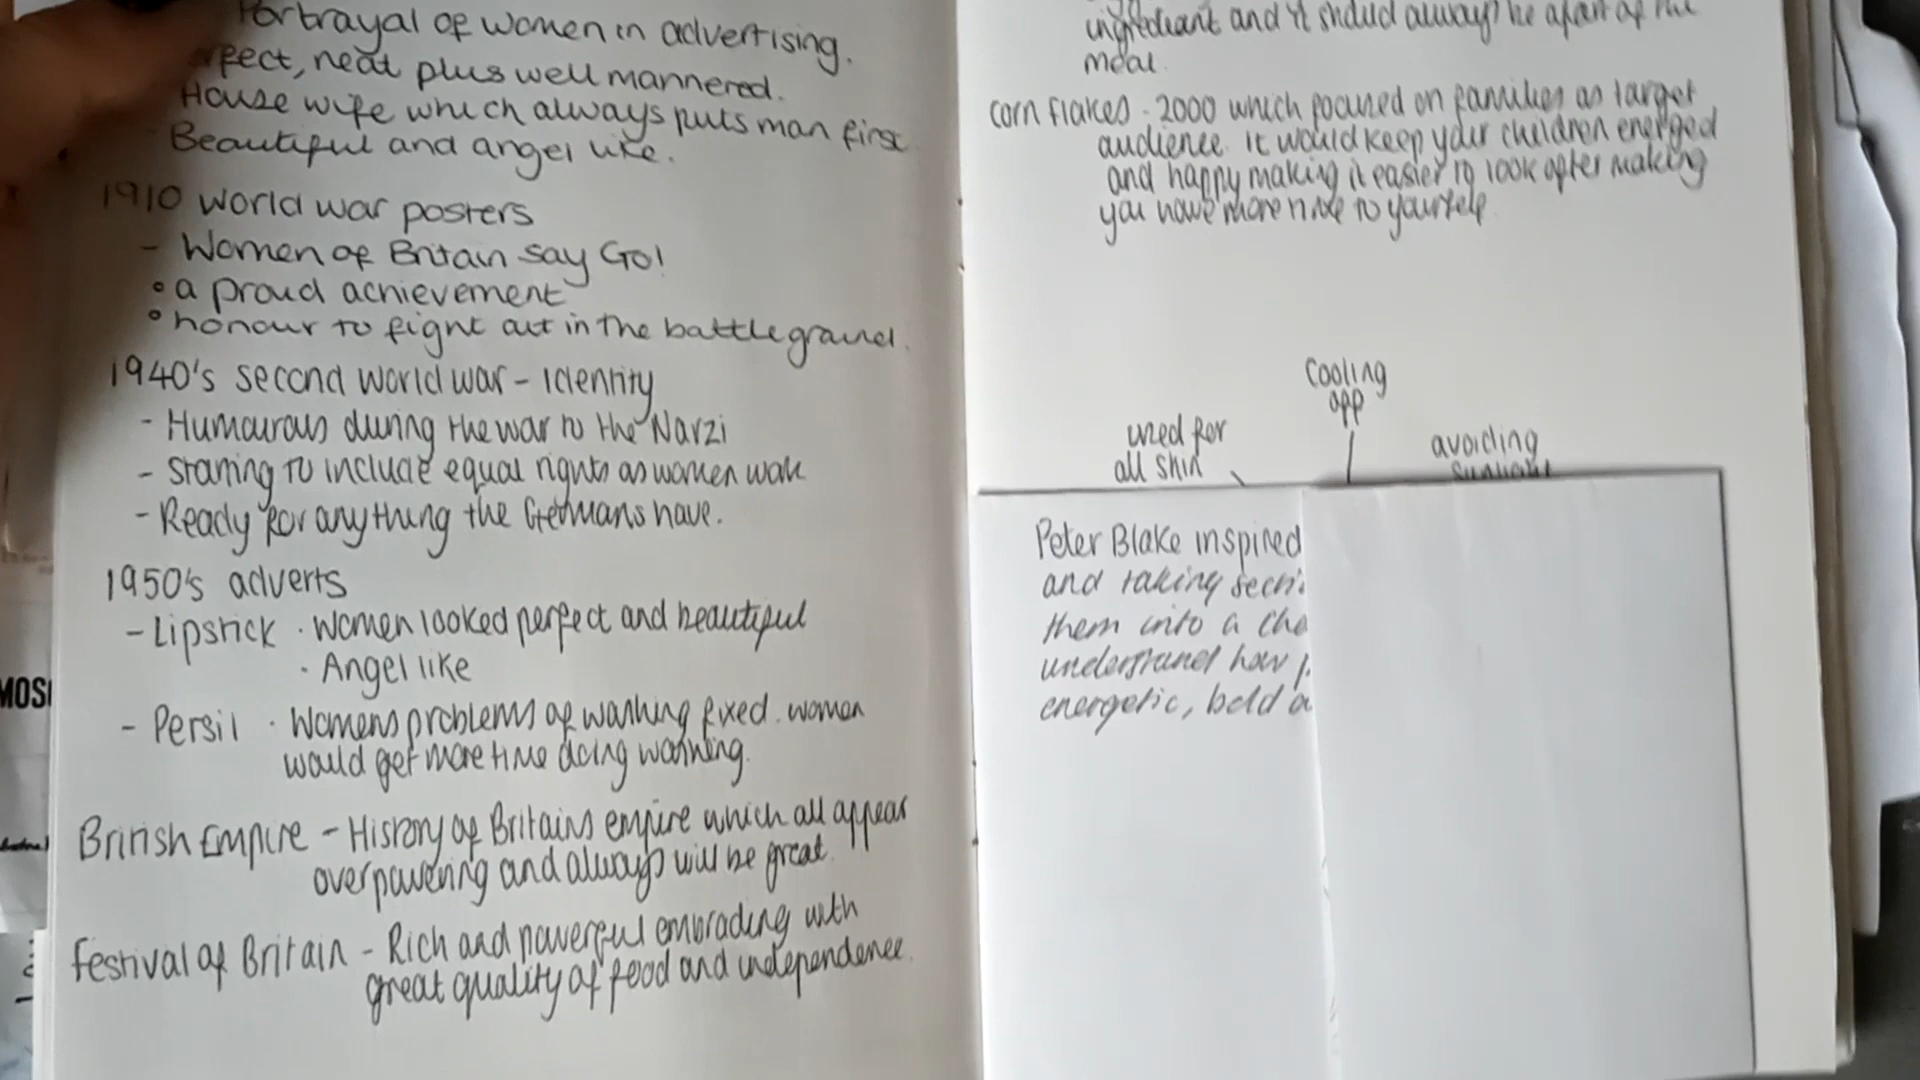 Portrayal of women in advertising.
neat plus well mannered.
House wife which always puts man first
Beautiful and angel like.
1910 world war posters
- Women of Britain say Go!
• a proud achievement
• honour to fight out in the battleground.
1940's second world war - Identity
- Humourous during the war to the Narzi
- Starting to include equal rights as women work
- Ready for anything the Germans have.
1950's adverts
- Lipstick · Women looked perfect and beautiful
· Angel like
- Persil · Womens problems of washing fixed. women
would get more time doing washing.
British Empire - History of Britains empire which all appear
overpowering and always will be great.
festival of Britain - Rich and powerful embrading with
great quality of food and independence.
and it should always be apart of the
meal.
Corn Flakes - 2000 which focused on families as target
audience. It would keep your children energed
and happy making it easier to look after making
you have more time to yourself.
Cooling
app
used for
all skin
avoiding
sunlight
Peter Blake inspired
and taking
them into a
understand how
energetic, bold
MOS